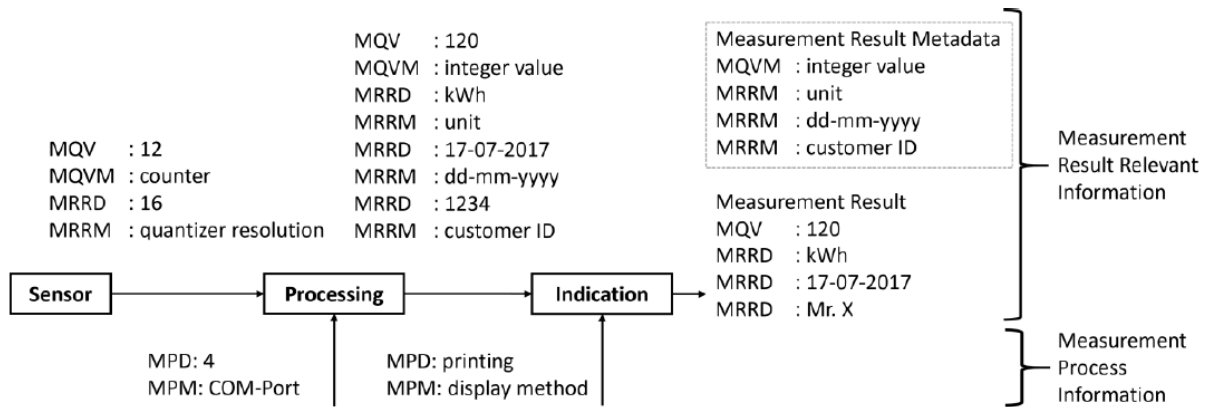 MQV : 12
MQVM : counter
MRRD : 16
MRRM : quantizer resolution
MQV : 120
MQVM : integer value
MRRD : kWh
MRRM : unit
MRRD : 17-07-2017
MRRM : dd-mm-yyyy
MRRD : 1234
MRRM : customer ID
Measurement Result Metadata
MQVM : integer value
MRRM : unit
MRRM : dd-mm-yyyy
MRRM : customer ID
Measurement Result
MQV : 120
MRRD : kWh
MRRD : 17-07-2017
MRRD : Mr. X
Measurement
Result Relevant
Information
Sensor
Processing
Indication
MPD: 4
MPM: COM-Port
MPD: printing
MPM: display method
Measurement
Process
Information